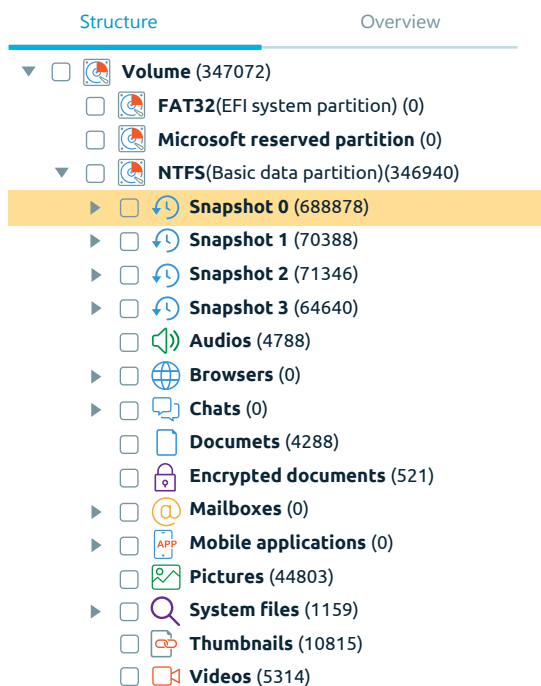 Structure Overview
Volume (347072)
FAT32(EFI system partition) (0)
Microsoft reserved partition (0)
NTFS(Basic data partition)(346940)
Snapshot 0 (688878)
Snapshot 1 (70388)
Snapshot 2 (71346)
Snapshot 3 (64640)
Audios (4788)
Browsers (0)
Chats (0)
Documets (4288)
Encrypted documents (521)
Mailboxes (0)
APP Mobile applications (0)
Pictures (44803)
System files (1159)
Thumbnails (10815)
Videos (5314)